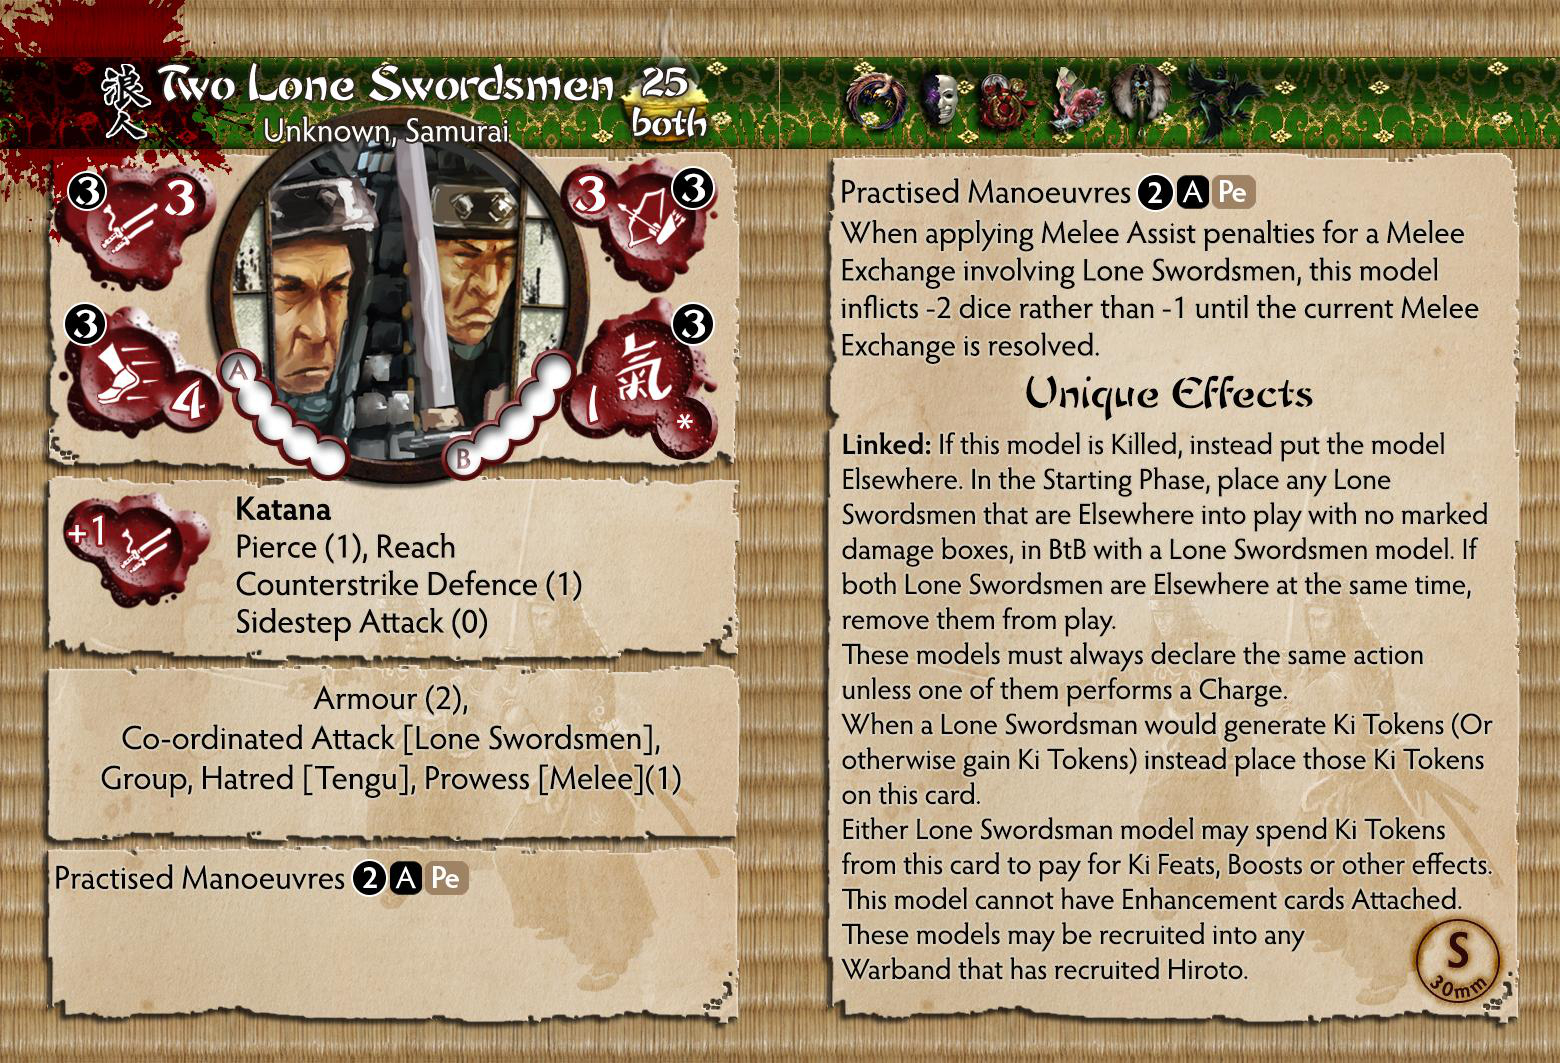 浪人
Two Lone Swordsmen
25
both
Unknown, Samurai
3 3
3 3
3
4
3
氣
1
*
A
B
+1
Katana
Pierce (1), Reach
Counterstrike Defence (1)
Sidestep Attack (0)
Armour (2),
Co-ordinated Attack [Lone Swordsmen],
Group, Hatred [Tengu], Prowess [Melee](1)
Practised Manoeuvres 2 A Pe
Practised Manoeuvres 2 A Pe
When applying Melee Assist penalties for a Melee
Exchange involving Lone Swordsmen, this model
inflicts -2 dice rather than -1 until the current Melee
Exchange is resolved.
Unique Effects
Linked: If this model is Killed, instead put the model
Elsewhere. In the Starting Phase, place any Lone
Swordsmen that are Elsewhere into play with no marked
damage boxes, in BtB with a Lone Swordsmen model. If
both Lone Swordsmen are Elsewhere at the same time,
remove them from play.
These models must always declare the same action
unless one of them performs a Charge.
When a Lone Swordsman would generate Ki Tokens (Or
otherwise gain Ki Tokens) instead place those Ki Tokens
on this card.
Either Lone Swordsman model may spend Ki Tokens
from this card to pay for Ki Feats, Boosts or other effects.
This model cannot have Enhancement cards Attached.
These models may be recruited into any
Warband that has recruited Hiroto.
S
30mm